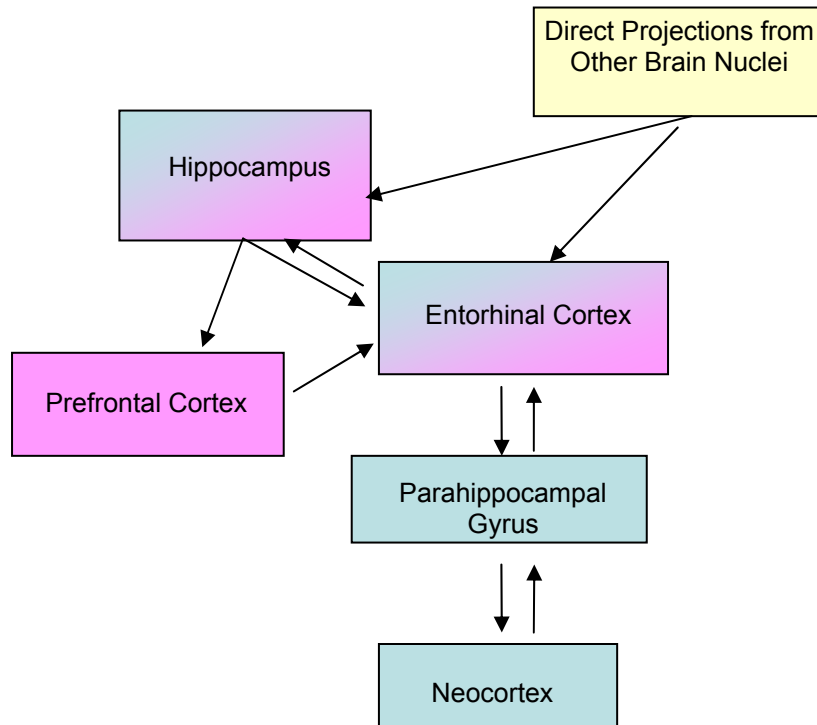 Direct Projections from
Other Brain Nuclei
Hippocampus
Entorhinal Cortex
Prefrontal Cortex
Parahippocampal
Gyrus
Neocortex